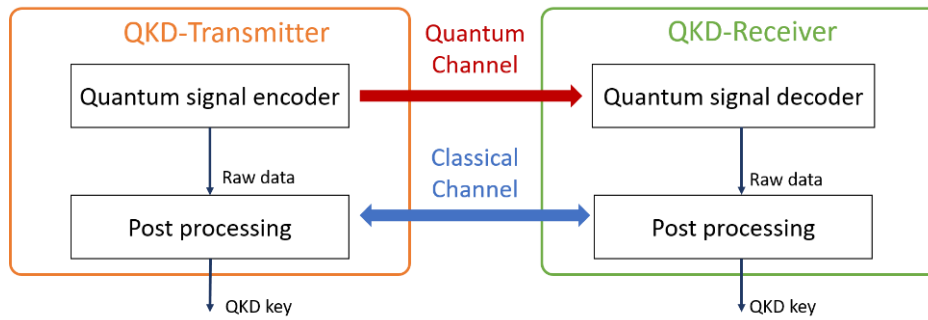 QKD-Transmitter
Quantum
Channel
QKD-Receiver
Quantum signal encoder
Quantum signal decoder
Raw data
Classical
Channel
Raw data
Post processing
Post processing
QKD key
QKD key